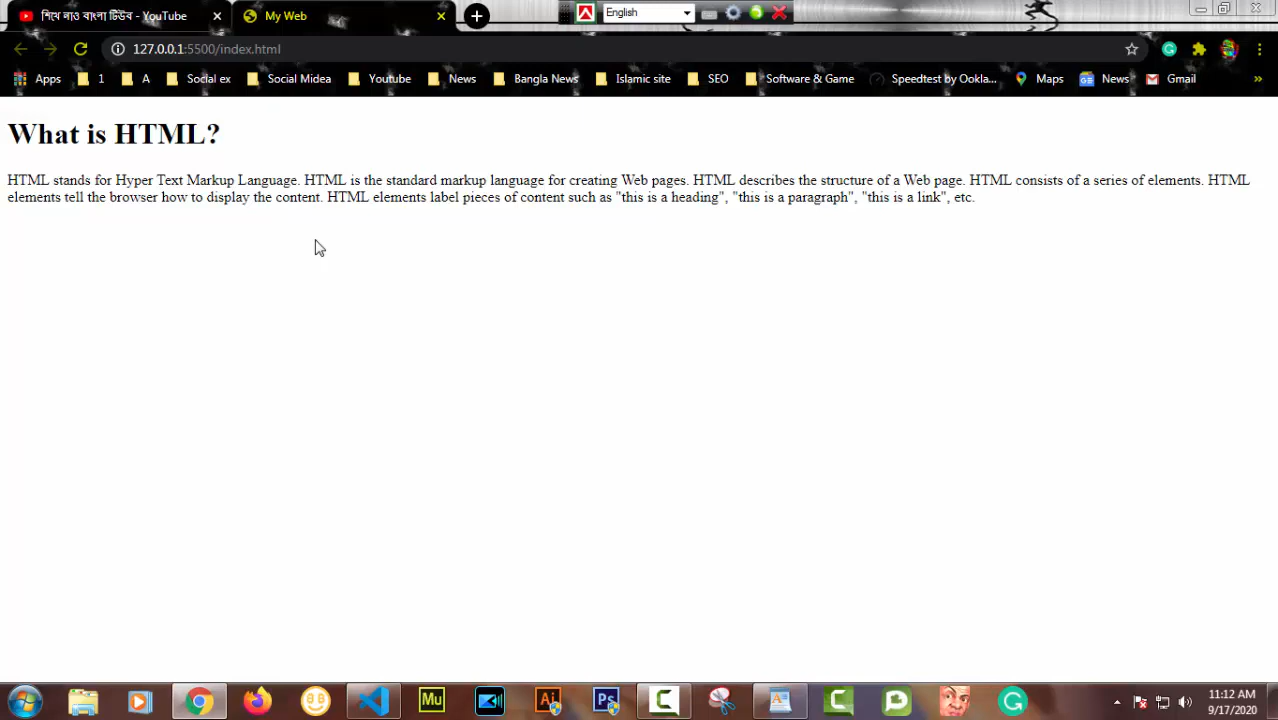 শিখে নাও বাংলা টিউব - YouTube
My Web
English
127.0.0.1:5500/index.html
Apps 1 A Sodal ex Social Midea Youtube News Bangla News Islamic site SEO Software & Game Speedtest by Ookla... Maps News Gmail »
What is HTML?
HTML stands for Hyper Text Markup Language. HTML is the standard markup language for creating Web pages. HTML describes the structure of a Web page. HTML consists of a series of elements. HTML
elements tell the browser how to display the content. HTML elements label pieces of content such as "this is a heading", "this is a paragraph", "this is a link", etc.
Mu Ai Ps
11:12 AM
9/17/2020